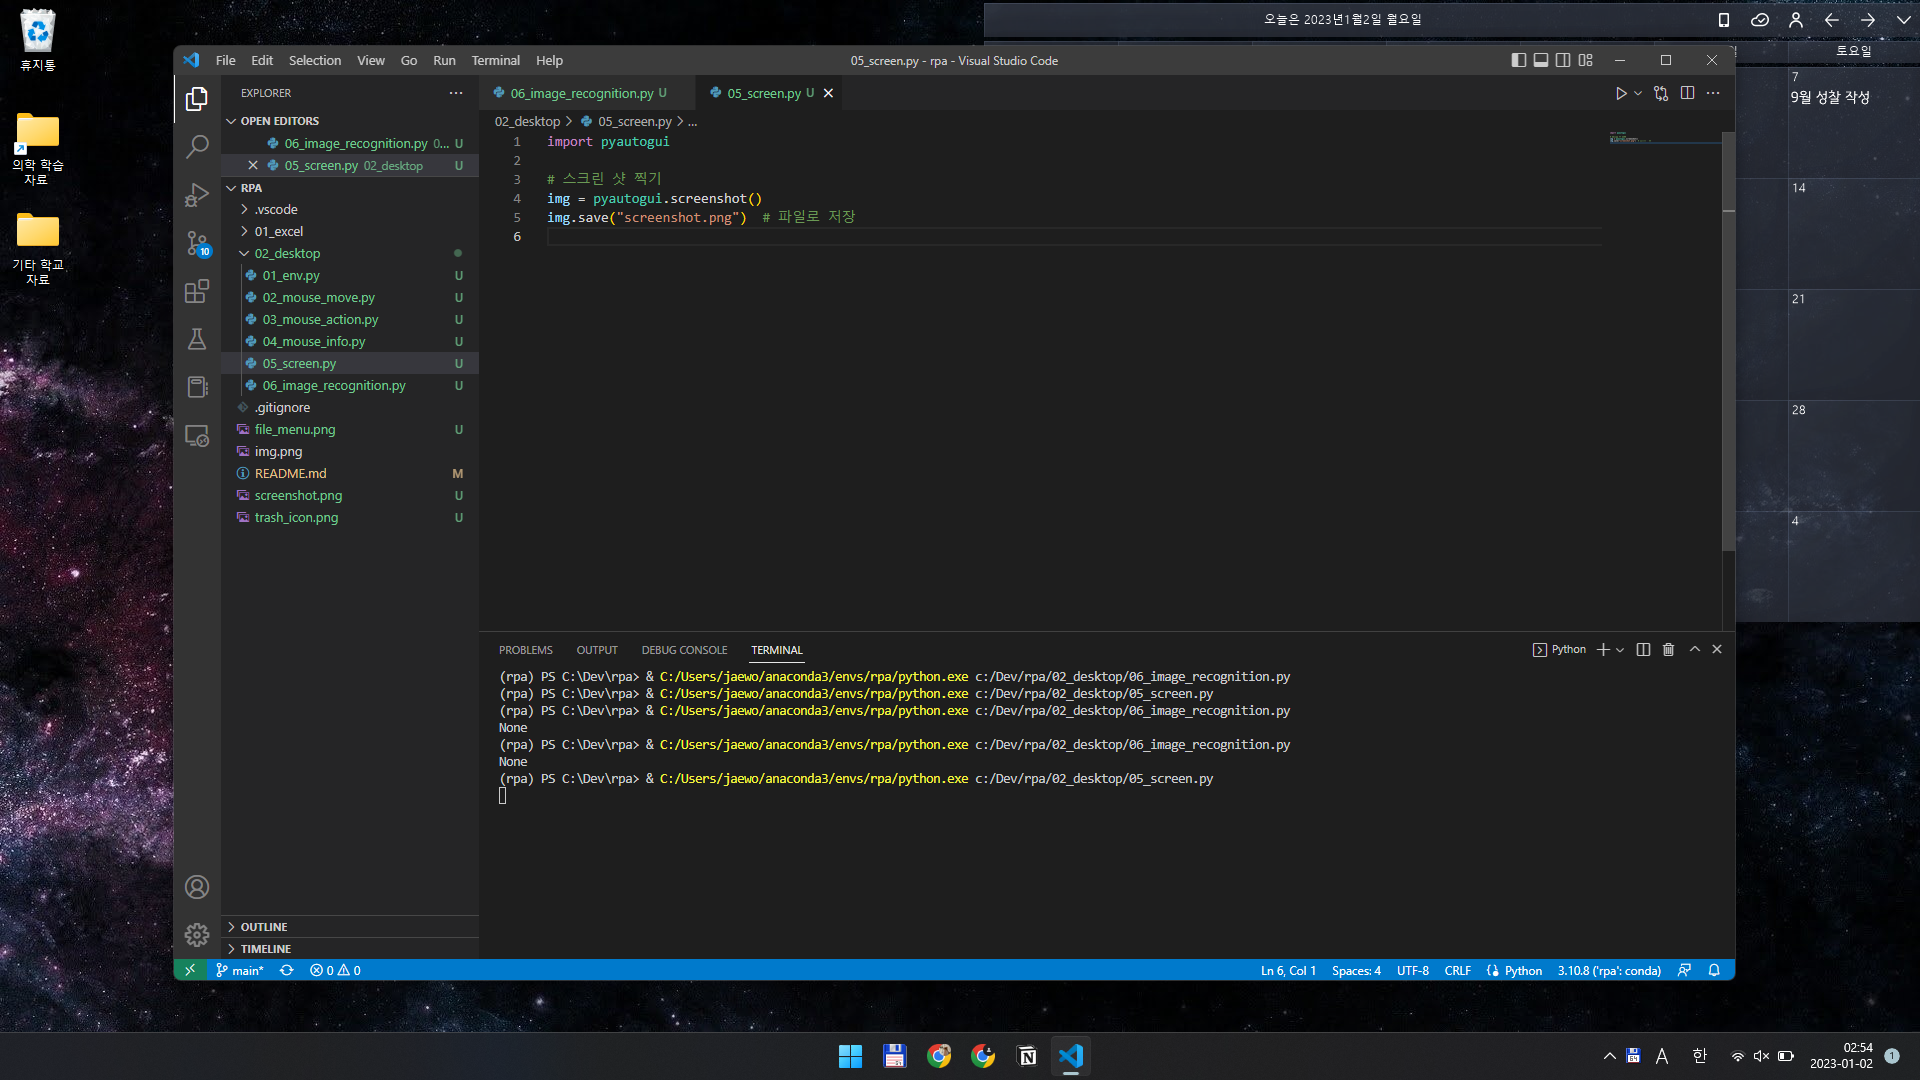 휴지통
의학 학습
자료
기타 학교
자료
오늘은 2023년1월2일 월요일
토요일
7
9월 성찰 작성
14
21
28
4
File Edit Selection View Go Run Terminal Help
05_screen.py - rpa - Visual Studio Code
EXPLORER
OPEN EDITORS
06_image_recognition.py 0... U
05_screen.py 02_desktop U
RPA
.vscode
01_excel
02_desktop
01_env.py U
02_mouse_move.py U
03_mouse_action.py U
04_mouse_info.py U
05_screen.py U
06_image_recognition.py U
.gitignore
file_menu.png U
img.png
README.md M
screenshot.png U
trash_icon.png U
OUTLINE
TIMELINE
10
06_image_recognition.py U
05_screen.py U
02_desktop > 05_screen.py > ...
1 import pyautogui
2
3 # 스크린 샷 찍기
4 img = pyautogui.screenshot()
5 img.save("screenshot.png") # 파일로 저장
6
PROBLEMS OUTPUT DEBUG CONSOLE TERMINAL
Python
(rpa) PS C:\Dev\rpa> & C:/Users/jaewo/anaconda3/envs/rpa/python.exe c:/Dev/rpa/02_desktop/06_image_recognition.py
(rpa) PS C:\Dev\rpa> & C:/Users/jaewo/anaconda3/envs/rpa/python.exe c:/Dev/rpa/02_desktop/05_screen.py
(rpa) PS C:\Dev\rpa> & C:/Users/jaewo/anaconda3/envs/rpa/python.exe c:/Dev/rpa/02_desktop/06_image_recognition.py
None
(rpa) PS C:\Dev\rpa> & C:/Users/jaewo/anaconda3/envs/rpa/python.exe c:/Dev/rpa/02_desktop/06_image_recognition.py
None
(rpa) PS C:\Dev\rpa> & C:/Users/jaewo/anaconda3/envs/rpa/python.exe c:/Dev/rpa/02_desktop/05_screen.py
main* 0 0
Ln 6, Col 1 Spaces: 4 UTF-8 CRLF Python 3.10.8 ('rpa': conda)
A 한
02:54
2023-01-02
1